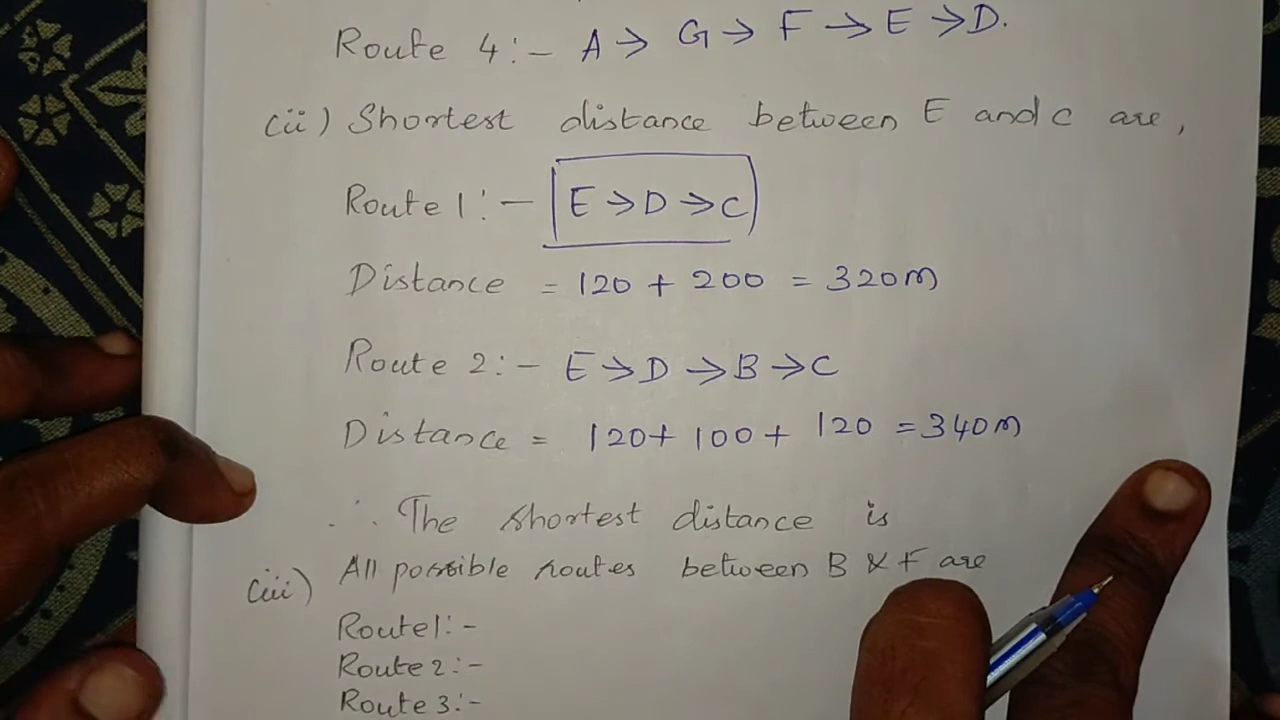 Route 4:- A → G → F → E → D.
(ii) Shortest distance between E and C are,
Route 1:- E → D → C
Distance = 120 + 200 = 320m
Route 2:- E → D → B → C
Distance = 120 + 100 + 120 = 340m
∴ The shortest distance is
(iii) All possible routes between B & F are
Route 1:-
Route 2:-
Route 3:-